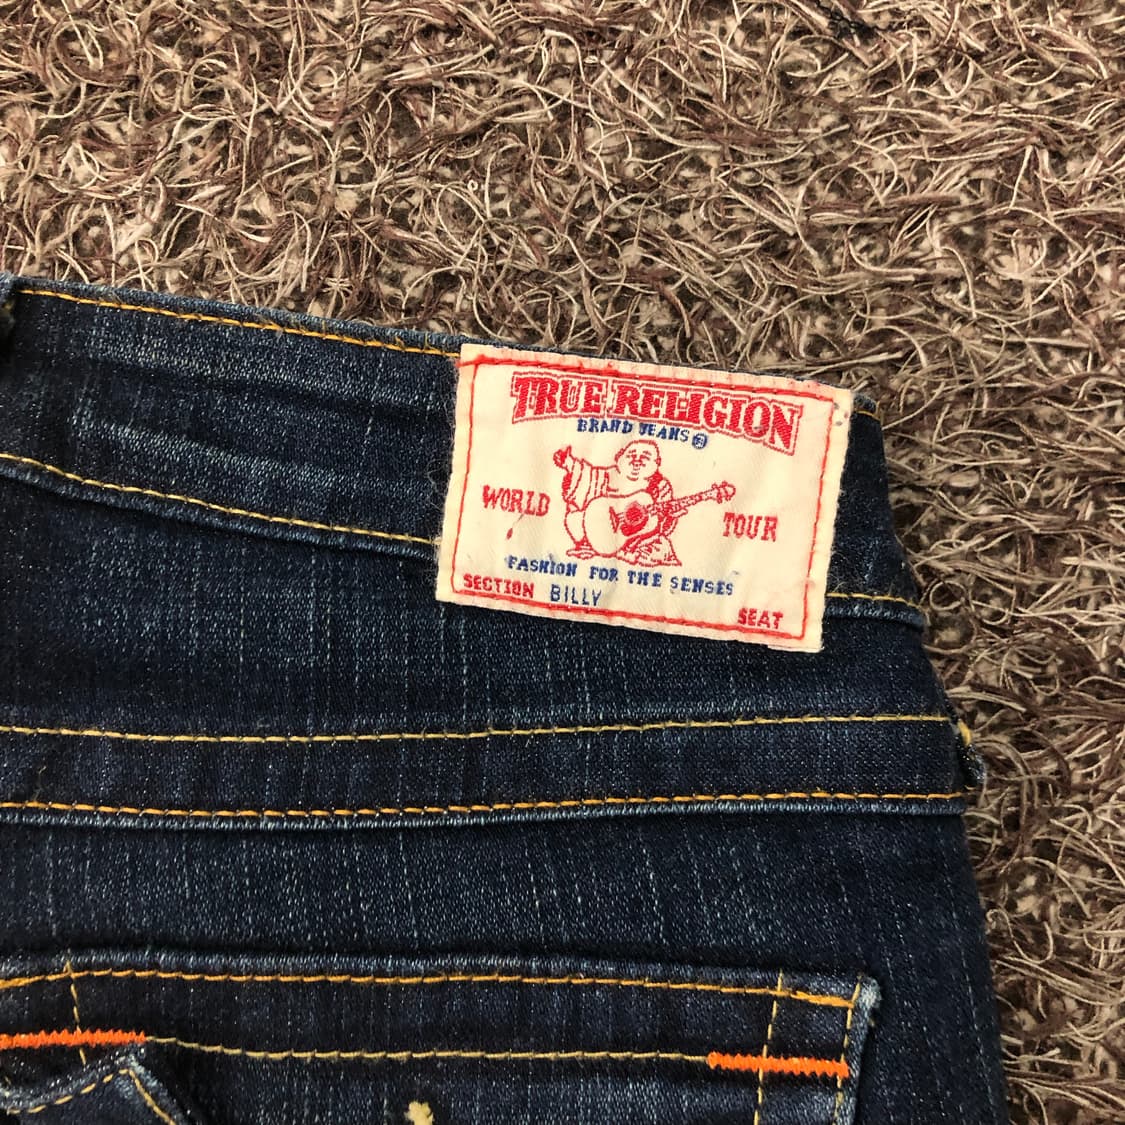 TRUE RELIGION
BRAND JEANS ®
WORLD TOUR
FASHION FOR THE SENSES
SECTION BILLY SEAT